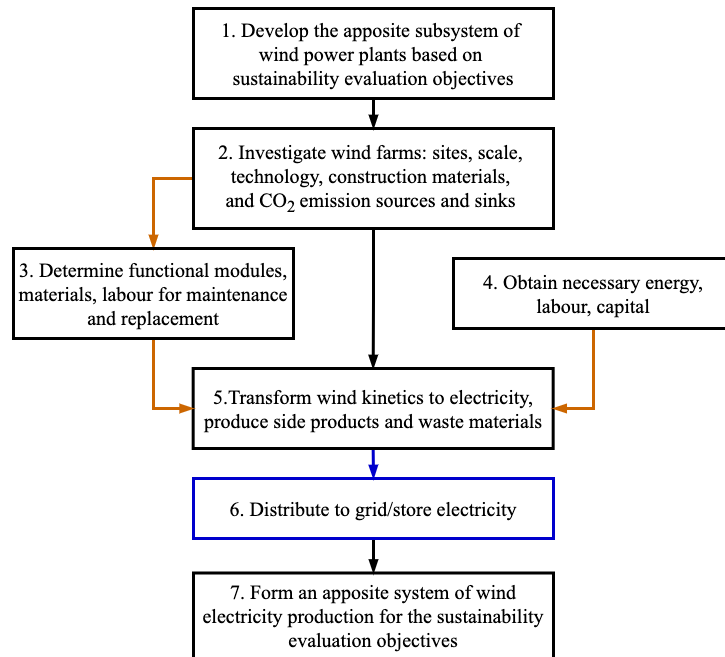 1. Develop the apposite subsystem of
wind power plants based on
sustainability evaluation objectives
2. Investigate wind farms: sites, scale,
technology, construction materials,
and CO2 emission sources and sinks
3. Determine functional modules,
materials, labour for maintenance
and replacement
4. Obtain necessary energy,
labour, capital
5.Transform wind kinetics to electricity,
produce side products and waste materials
6. Distribute to grid/store electricity
7. Form an apposite system of wind
electricity production for the sustainability
evaluation objectives